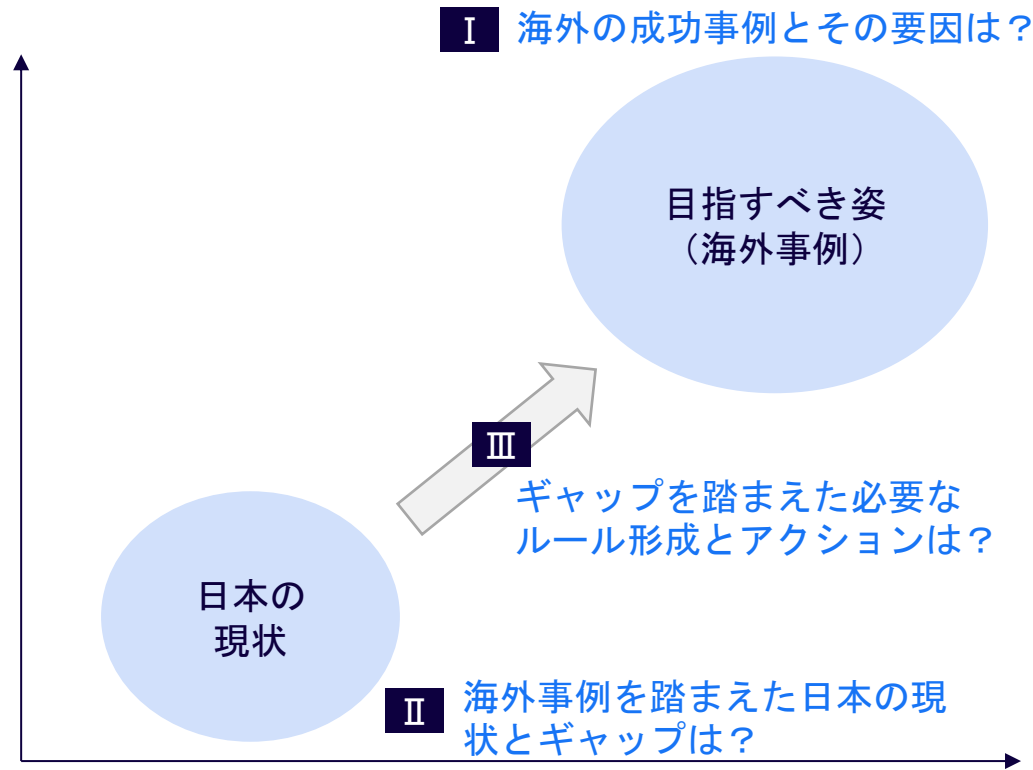 Ⅰ 海外の成功事例とその要因は？
目指すべき姿
（海外事例）
Ⅲ
ギャップを踏まえた必要な
ルール形成とアクションは？
日本の
現状
Ⅱ 海外事例を踏まえた日本の現
状とギャップは？